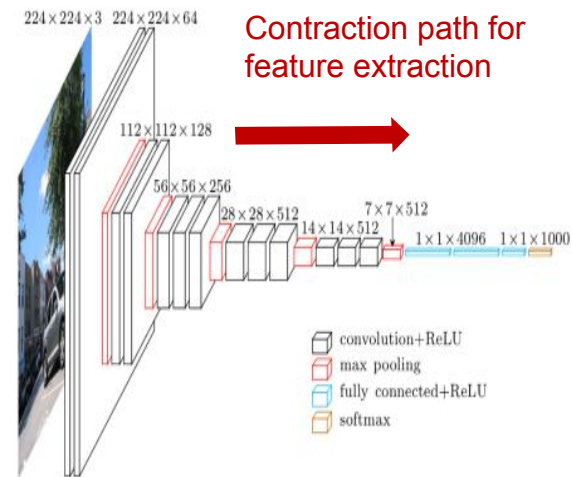 224×224×3 224×224×64
Contraction path for
feature extraction
112×112×128
56×56×256
28×28×512
14×14×512
7×7×512
1×1×4096 1×1×1000
convolution+ReLU
max pooling
fully connected+ReLU
softmax